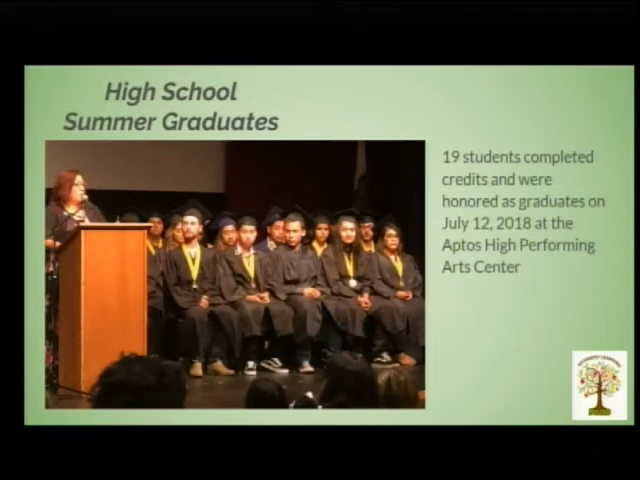 High School
Summer Graduates
19 students completed
credits and were
honored as graduates on
July 12, 2018 at the
Aptos High Performing
Arts Center